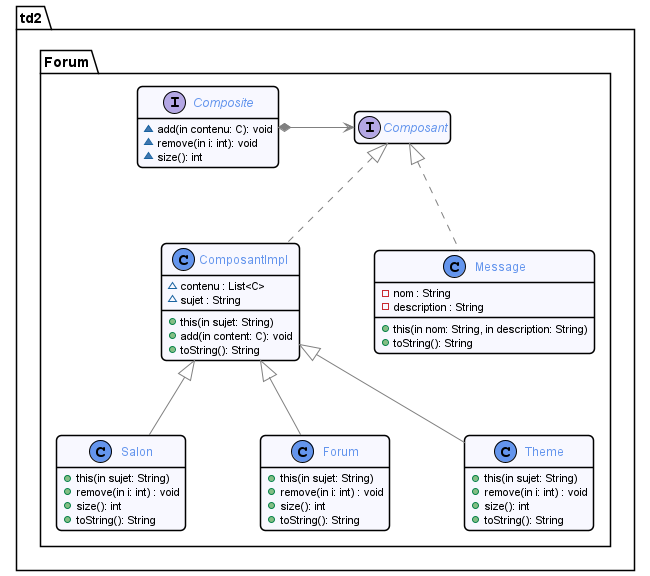 td2
Forum
I Composite
add(in contenu: C): void
remove(in i: int): void
size(): int
I Composant
C ComposantImpl
contenu : List<C>
sujet : String
this(in sujet: String)
add(in content: C): void
toString(): String
C Message
nom : String
description : String
this(in nom: String, in description: String)
toString(): String
C Salon
this(in sujet: String)
remove(in i: int) : void
size(): int
toString(): String
C Forum
this(in sujet: String)
remove(in i: int) : void
size(): int
toString(): String
C Theme
this(in sujet: String)
remove(in i: int) : void
size(): int
toString(): String